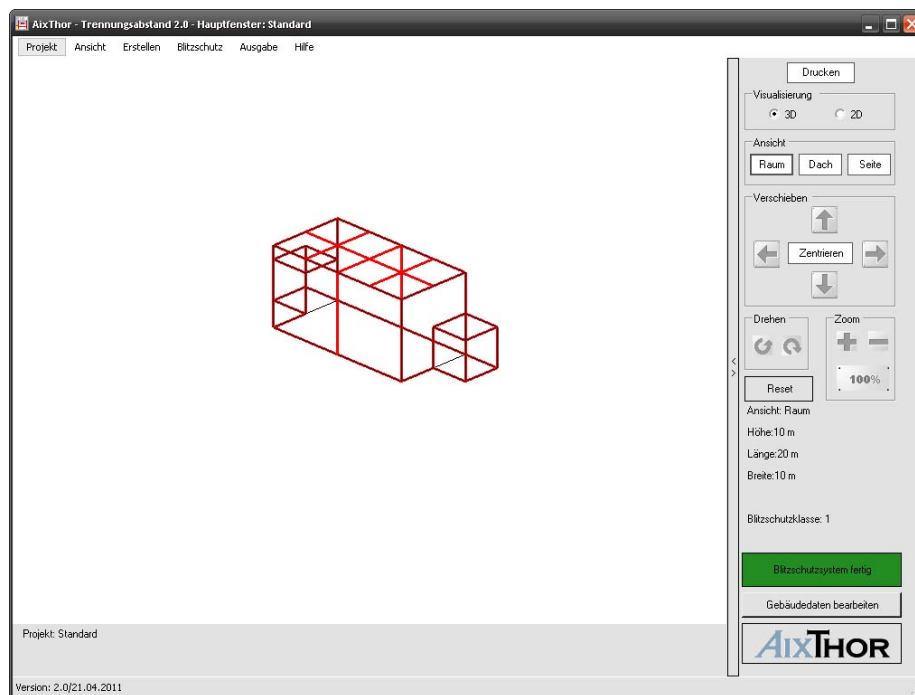 AixThor - Trennungsabstand 2.0 - Hauptfenster: Standard
Projekt Ansicht Erstellen Blitzschutz Ausgabe Hilfe
Drucken
Visualisierung
3D 2D
Ansicht
Raum Dach Seite
Verschieben
Zentrieren
Drehen Zoom
100%
Reset
Ansicht: Raum
Höhe:10 m
Länge:20 m
Breite:10 m
Blitzschutzklasse: 1
Blitzschutzsystem fertig
Gebäudedaten bearbeiten
AIXTHOR
Projekt: Standard
Version: 2.0/21.04.2011